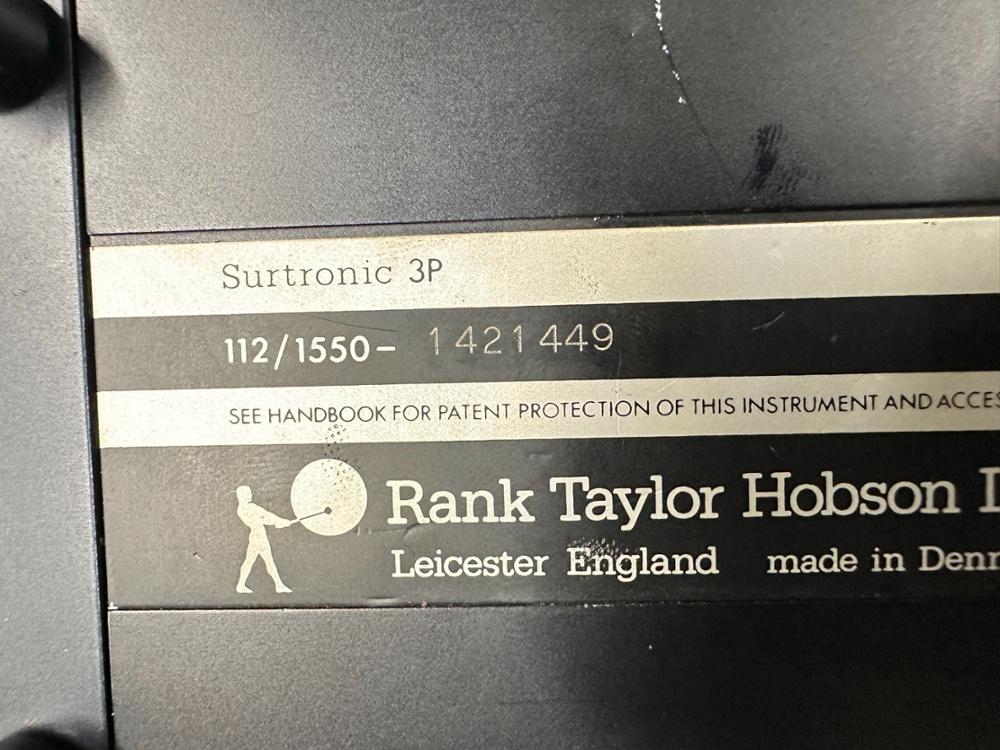 Surtronic 3P
112/1550– 1421449
SEE HANDBOOK FOR PATENT PROTECTION OF THIS INSTRUMENT AND
Rank Taylor Hobson
Leicester England made in